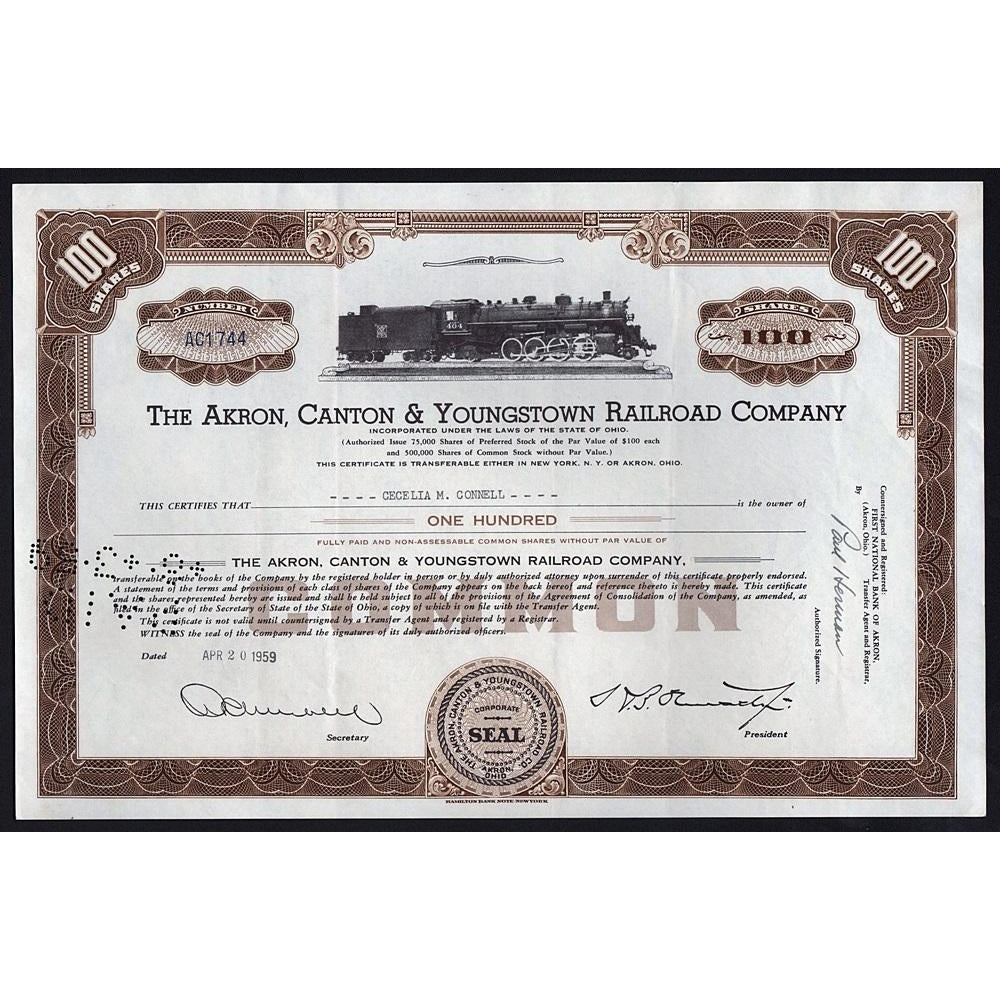 100 SHARES
100 SHARES
NUMBER
AC1744
SHARES
100
404
THE AKRON, CANTON & YOUNGSTOWN RAILROAD COMPANY
INCORPORATED UNDER THE LAWS OF THE STATE OF OHIO.
(Authorized Issue 75,000 Shares of Preferred Stock of the Par Value of $100 each
and 500,000 Shares of Common Stock without Par Value.)
THIS CERTIFICATE IS TRANSFERABLE EITHER IN NEW YORK, N. Y. OR AKRON, OHIO.
THIS CERTIFIES THAT ---- CECELIA M. CONNELL ---- is the owner of
ONE HUNDRED
FULLY PAID AND NON-ASSESSABLE COMMON SHARES WITHOUT PAR VALUE OF
THE AKRON, CANTON & YOUNGSTOWN RAILROAD COMPANY,
transferable on the books of the Company by the registered holder in person or by duly authorized attorney upon surrender of this certificate properly endorsed.
A statement of the terms and provisions of each class of shares of the Company appears on the back hereof and reference thereto is hereby made. This certificate
and the shares represented hereby are issued and shall be held subject to all of the provisions of the Agreement of Consolidation of the Company, as amended, as
filed in the office of the Secretary of State of the State of Ohio, a copy of which is on file with the Transfer Agent.
This certificate is not valid until countersigned by a Transfer Agent and registered by a Registrar.
WITNESS the seal of the Company and the signatures of its duly authorized officers.
COMMON
Dated APR 20 1959
Secretary
President
THE AKRON, CANTON & YOUNGSTOWN RAILROAD CO.
CORPORATE
SEAL
AKRON, OHIO
HAMILTON BANK NOTE NEW YORK
Countersigned and Registered:
FIRST NATIONAL BANK OF AKRON,
(Akron, Ohio.) Transfer Agent and Registrar,
By
Authorized Signature.